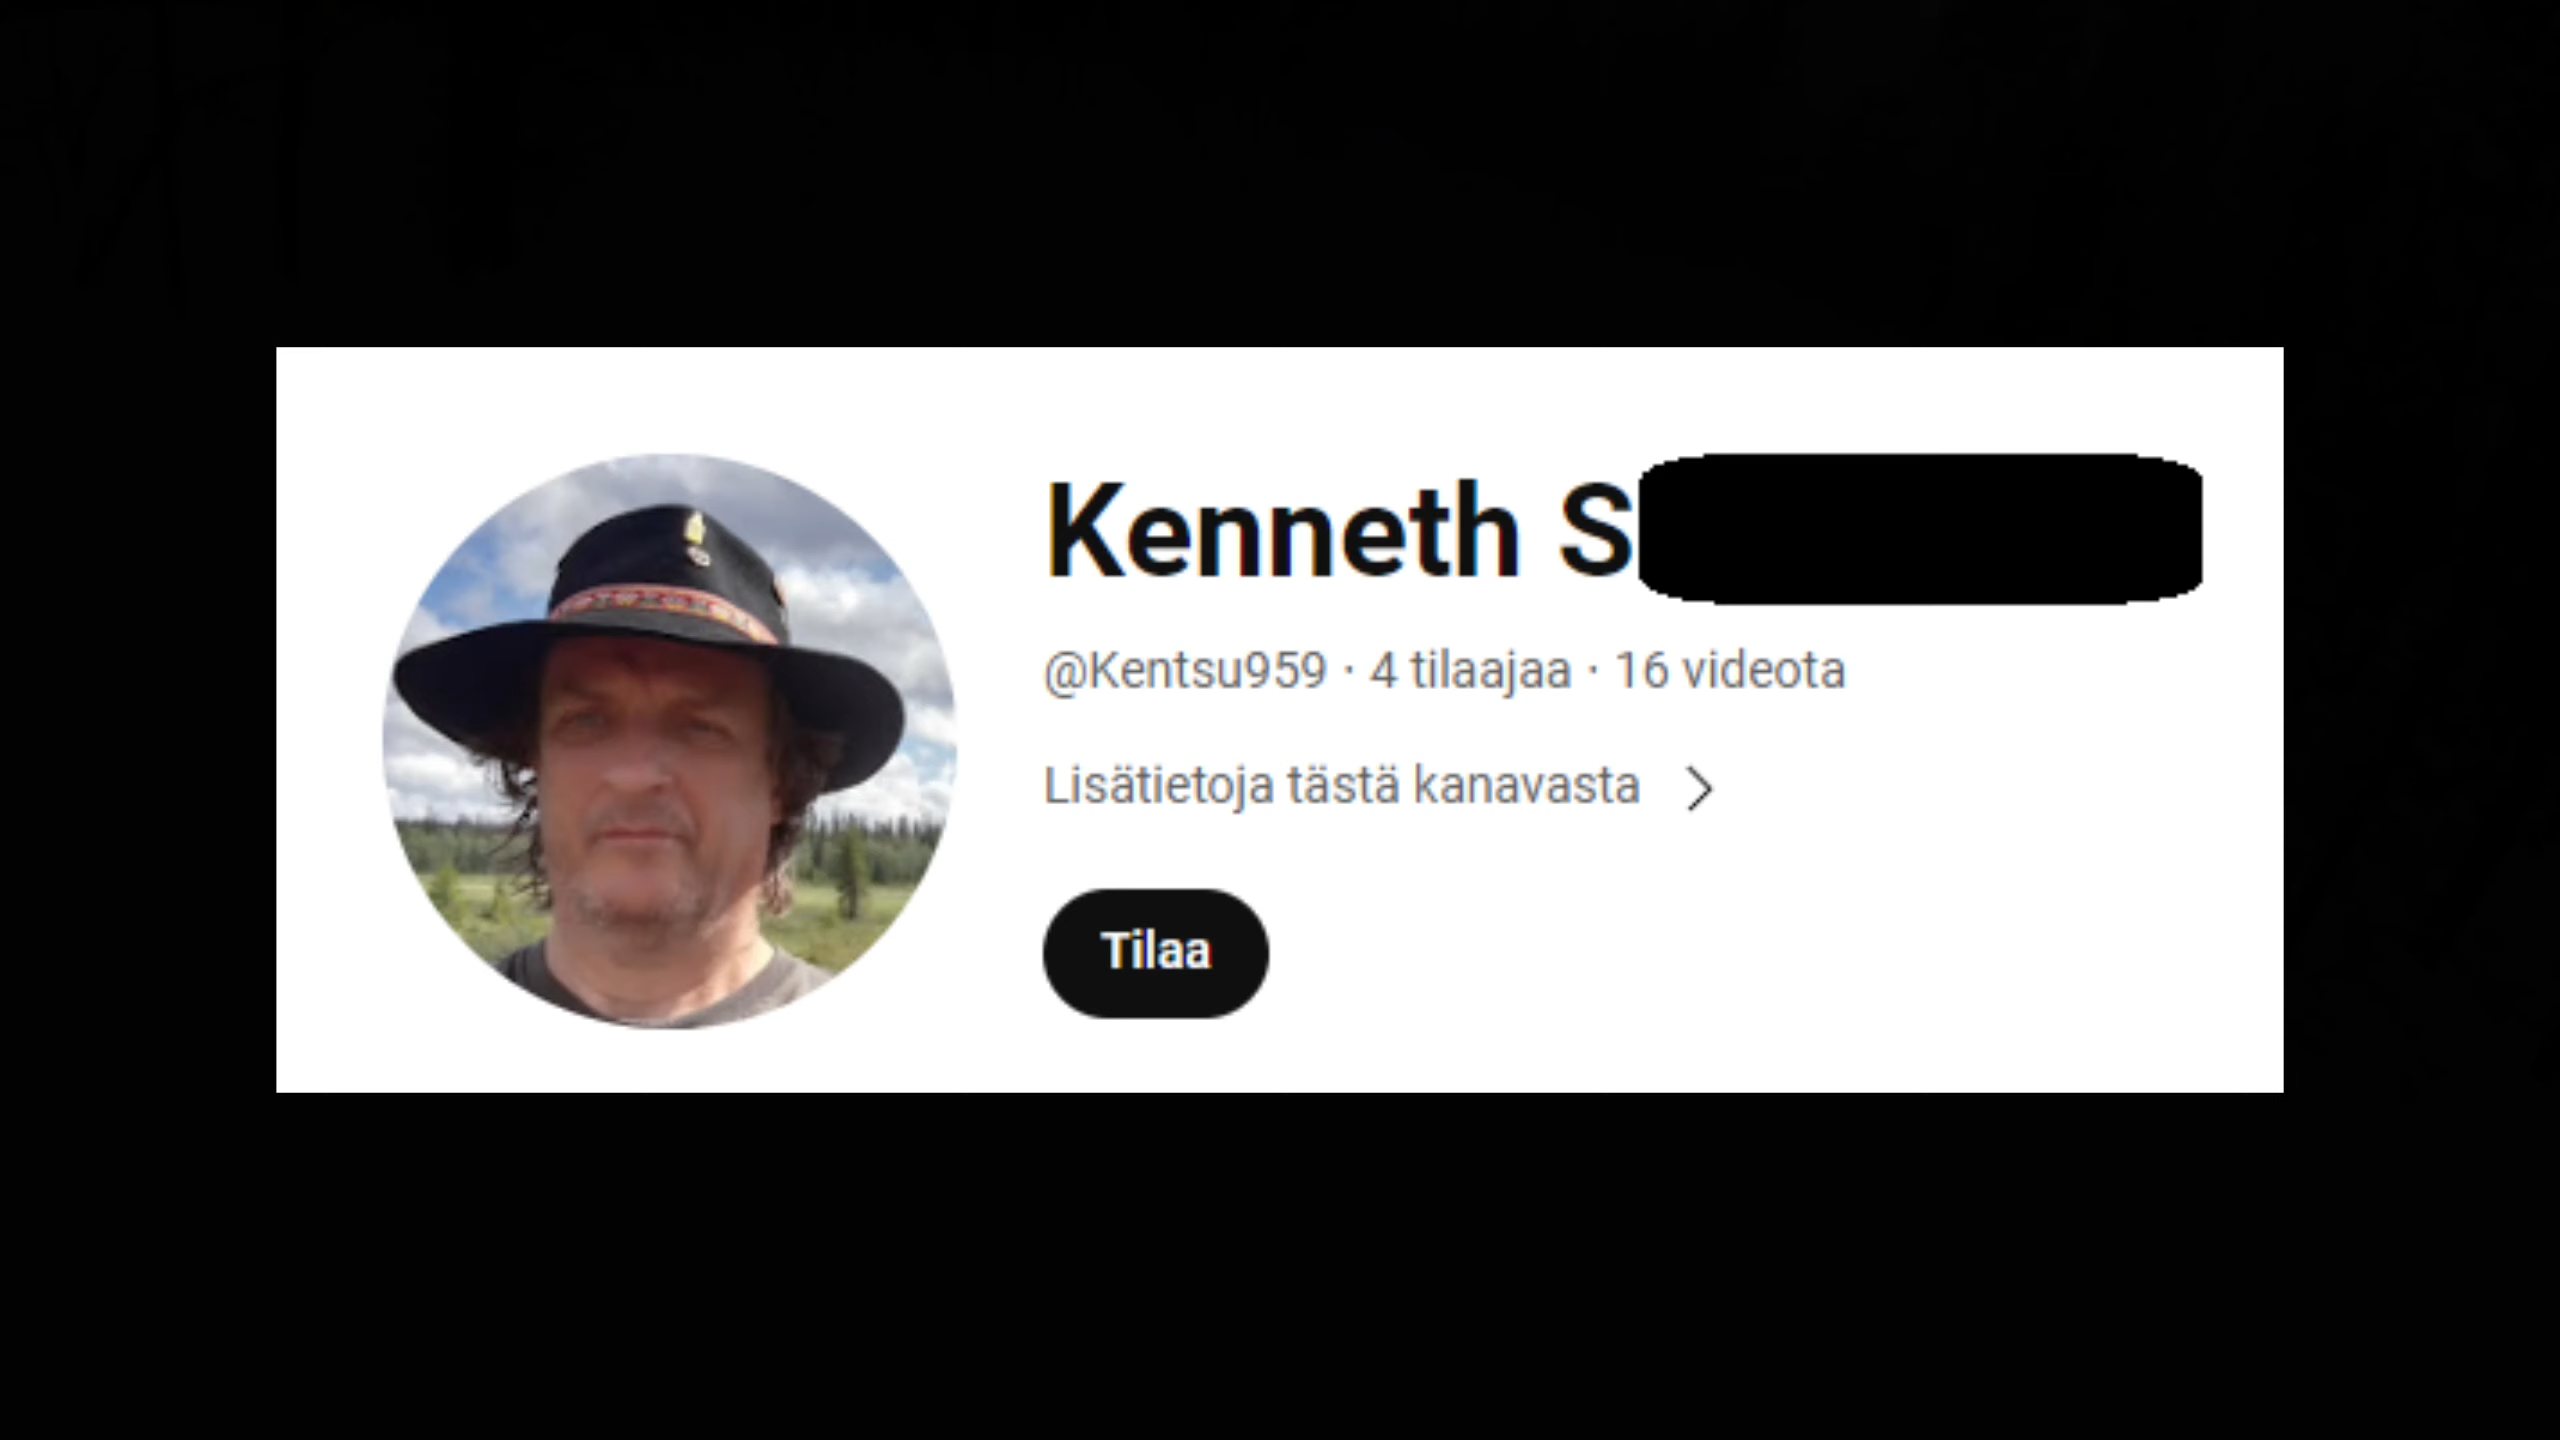 Kenneth S
@Kentsu959 · 4 tilaajaa · 16 videota
Lisätietoja tästä kanavasta
Tilaa